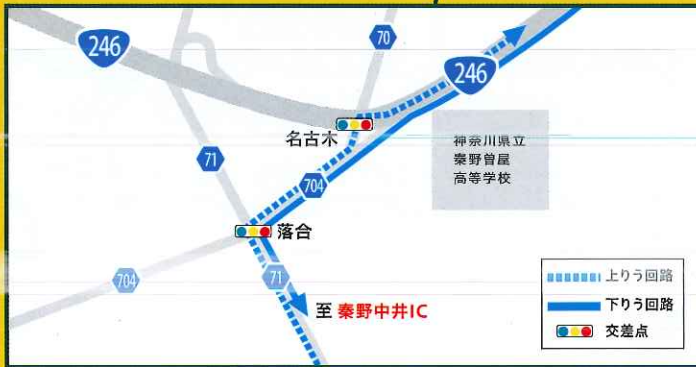 246
70
246
名古木
神奈川県立
秦野曽屋
高等学校
71
704
落合
704
71
至 秦野中井IC
上りう回路
下りう回路
交差点